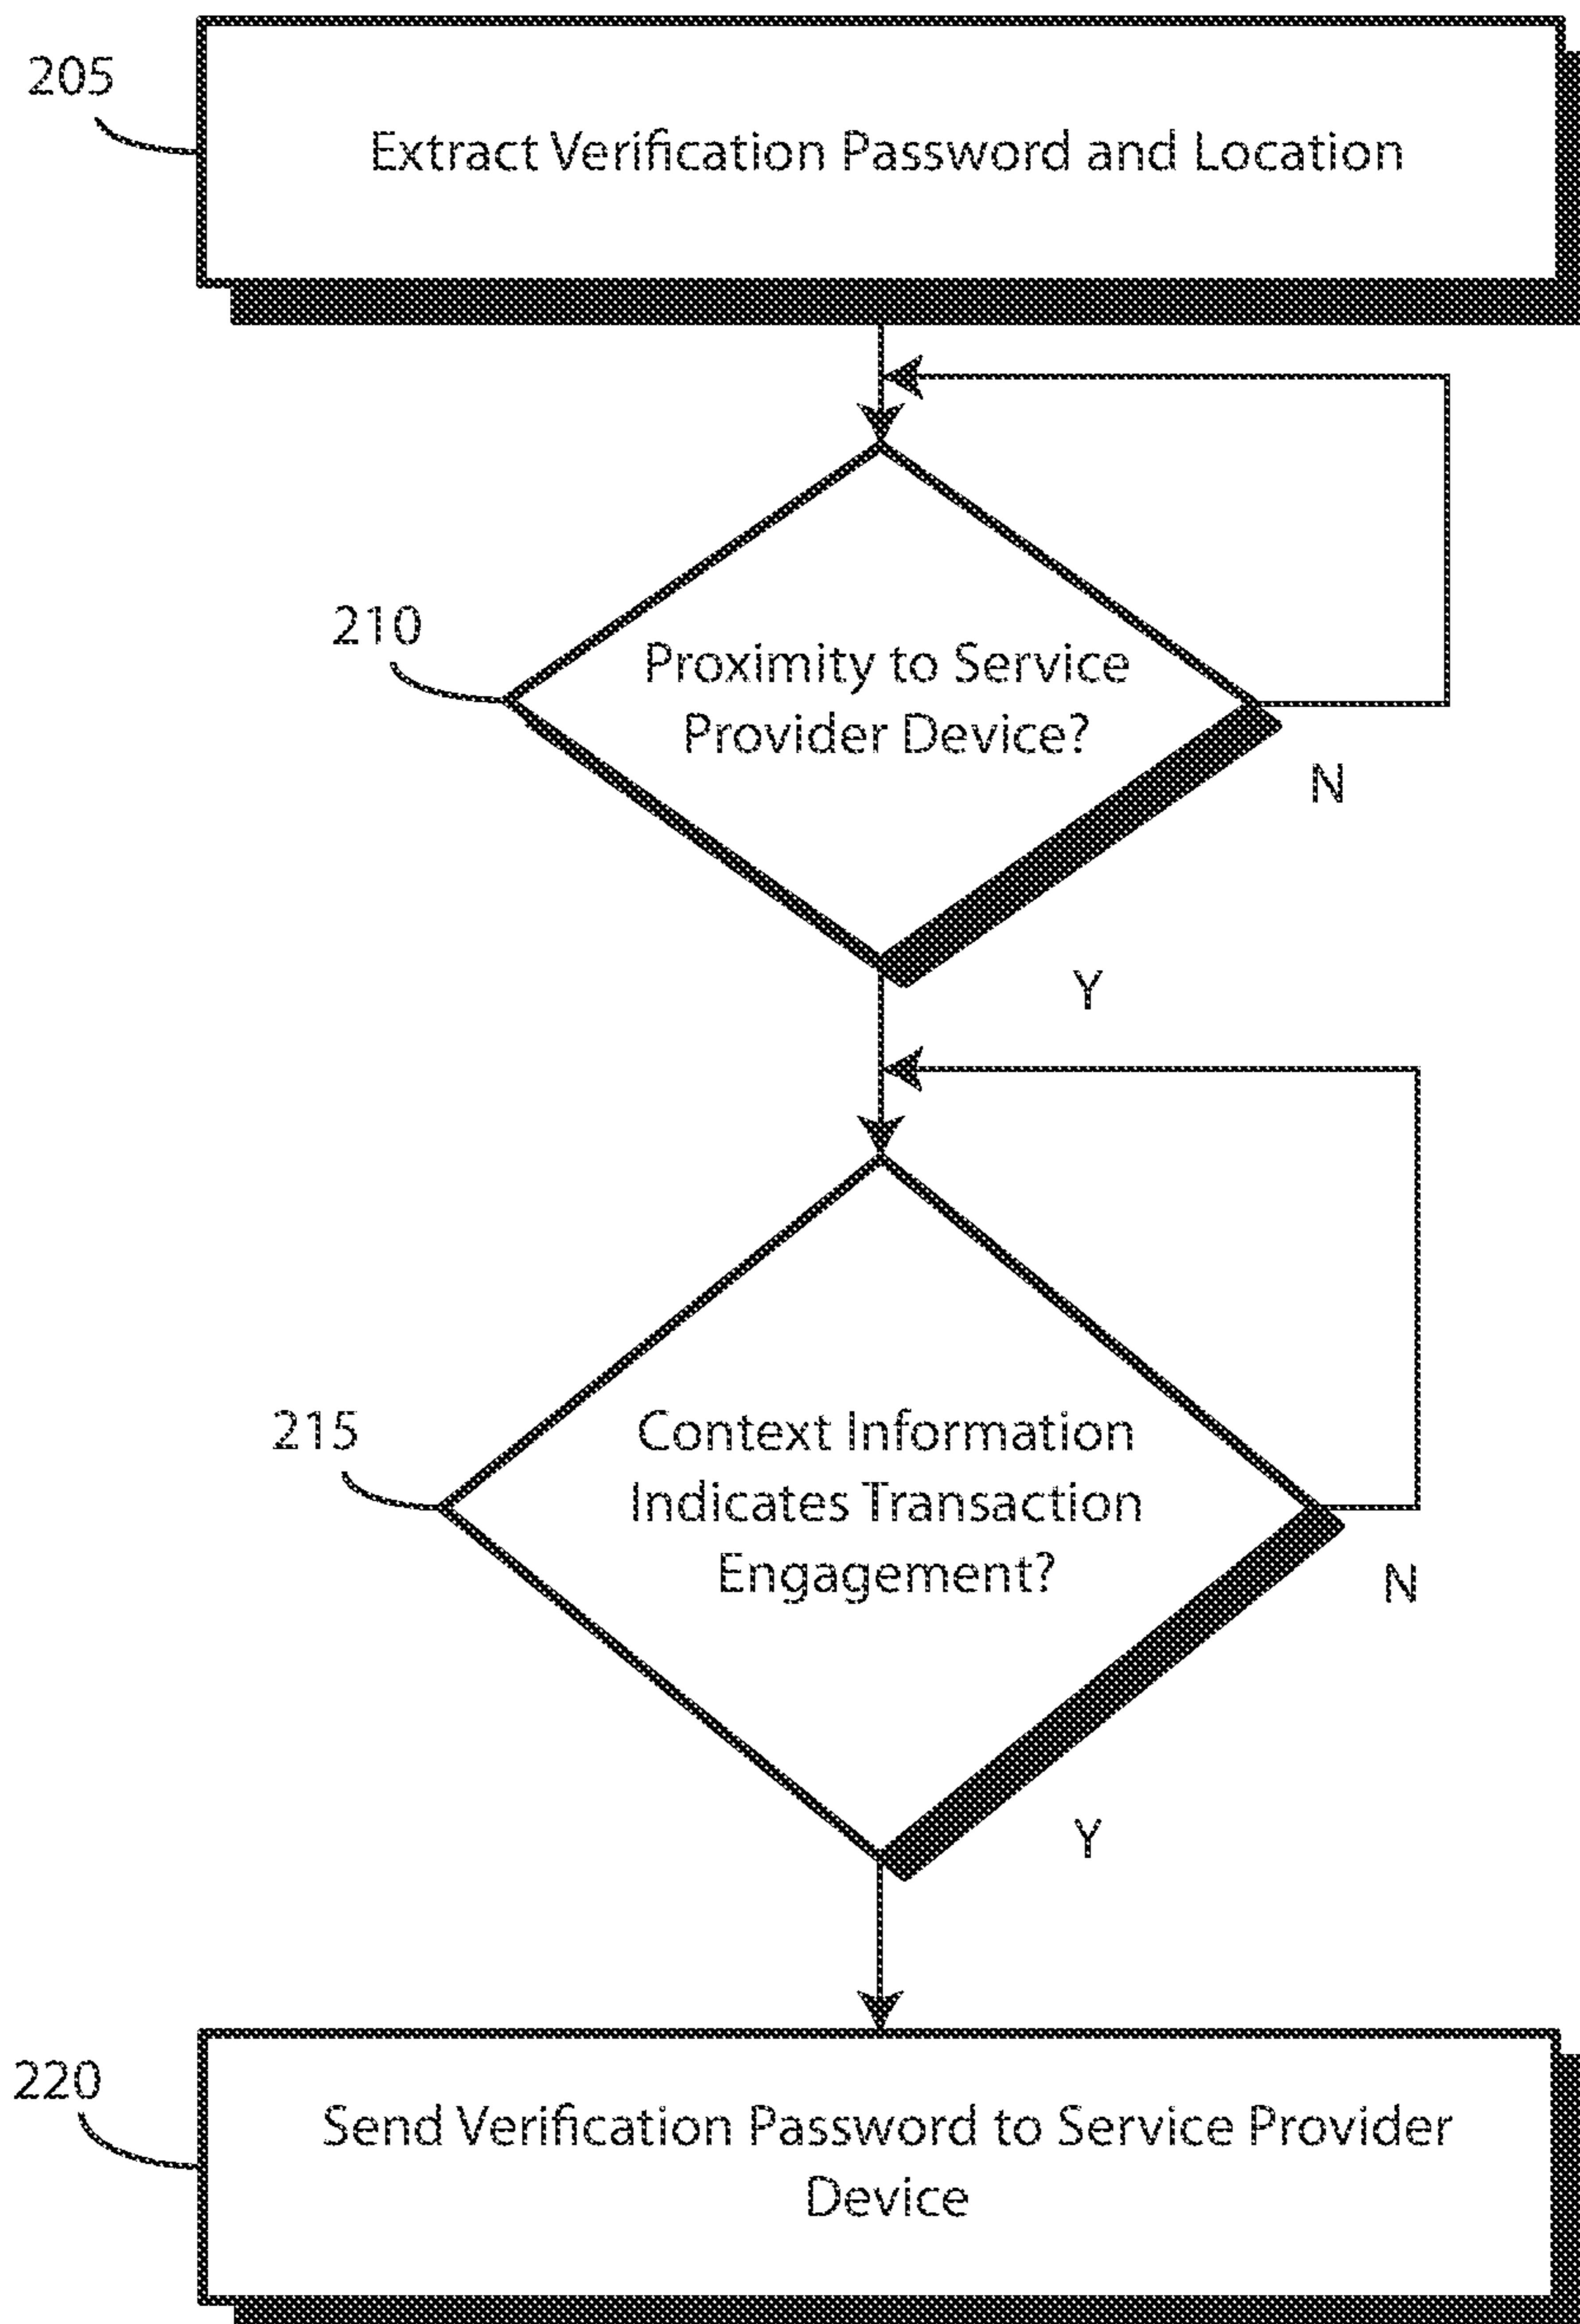 205
Extract Verification Password and Location
210
Proximity to Service
Provider Device?
N
Y
215
Context Information
Indicates Transaction
Engagement?
N
Y
220
Send Verification Password to Service Provider
Device